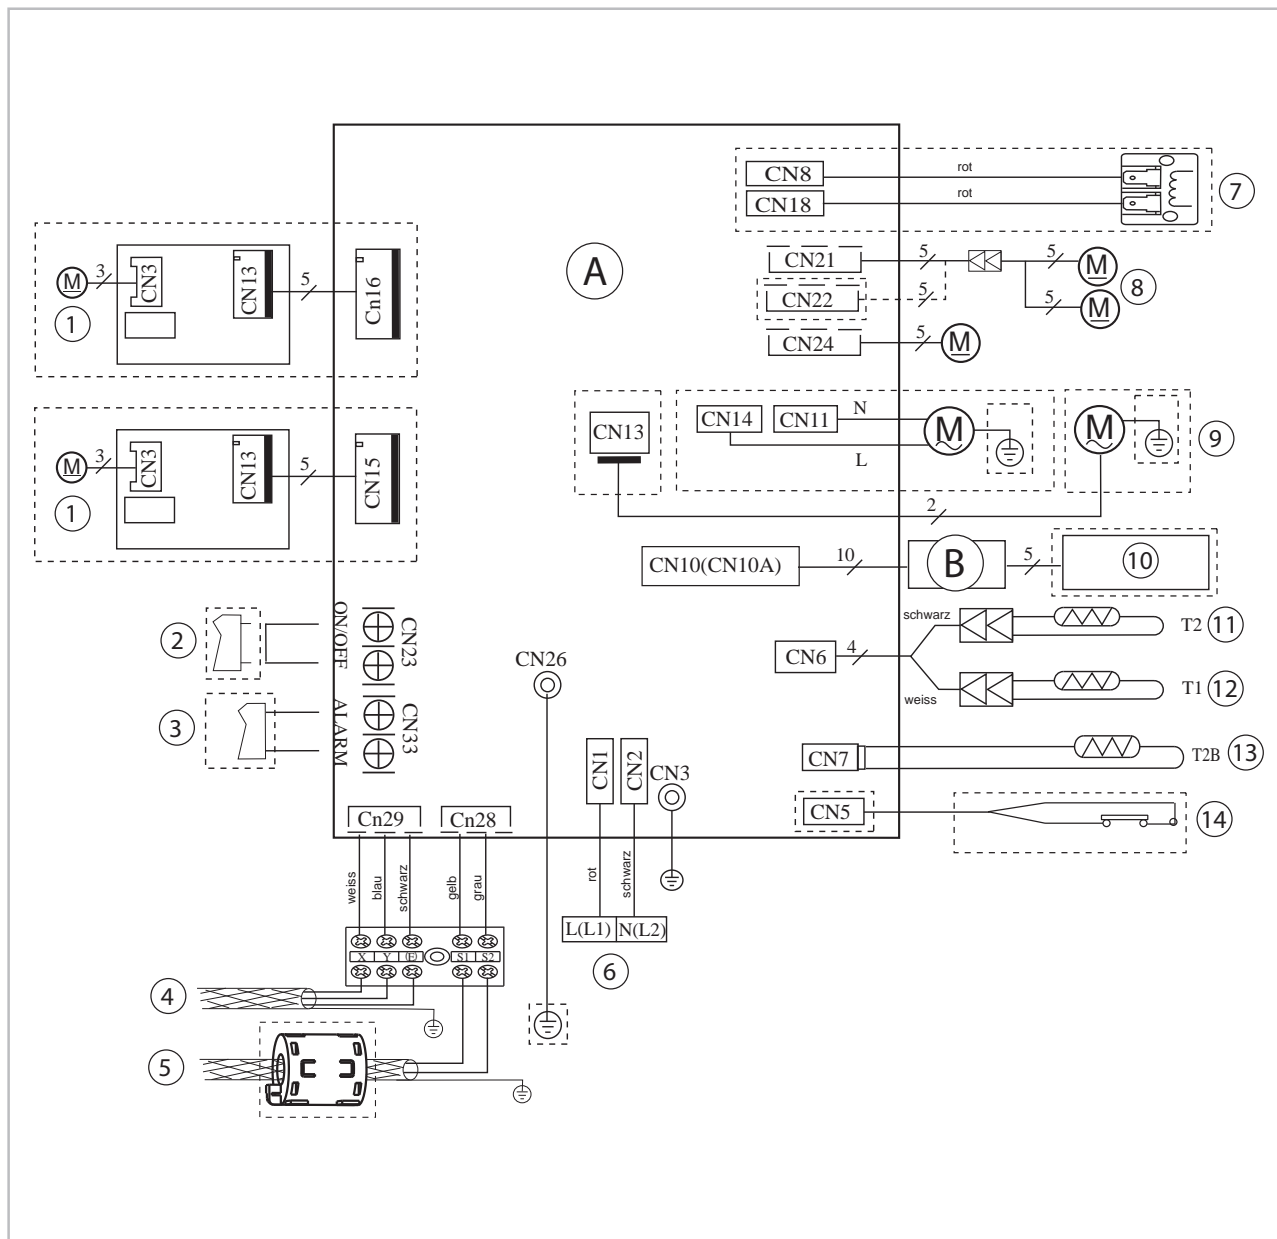 CN8
rot
CN18
rot
7
A
CN21
5
5
M
8
CN22
5
5
M
CN24
5
M
M
3
CN3
CN13
5
Cn16
1
M
3
CN3
CN13
5
CN15
1
CN13
CN14
CN11
N
L
M
M
9
2
CN10(CN10A)
10
B
5
10
2
ON/OFF
CN23
3
ALARM
CN33
CN26
CN6
4
schwarz
T2
11
weiss
T1
12
CN7
T2B
13
CN5
14
CN1
CN2
CN3
rot
schwarz
L(L1)
N(L2)
6
Cn29
Cn28
weiss
blau
schwarz
gelb
grau
X
Y
(E)
S1
S2
4
5